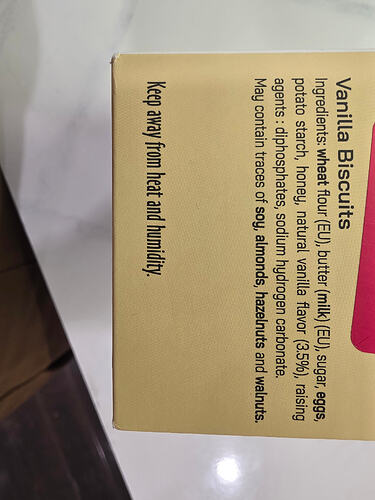 Vanilla Biscuits
Ingredients: wheat flour (EU), butter (milk) (EU), sugar, eggs,
potato starch, honey, natural vanilla flavor (3.5%), raising
agents : diphosphates, sodium hydrogen carbonate.
May contain traces of soy, almonds, hazelnuts and walnuts.
Keep away from heat and humidity.